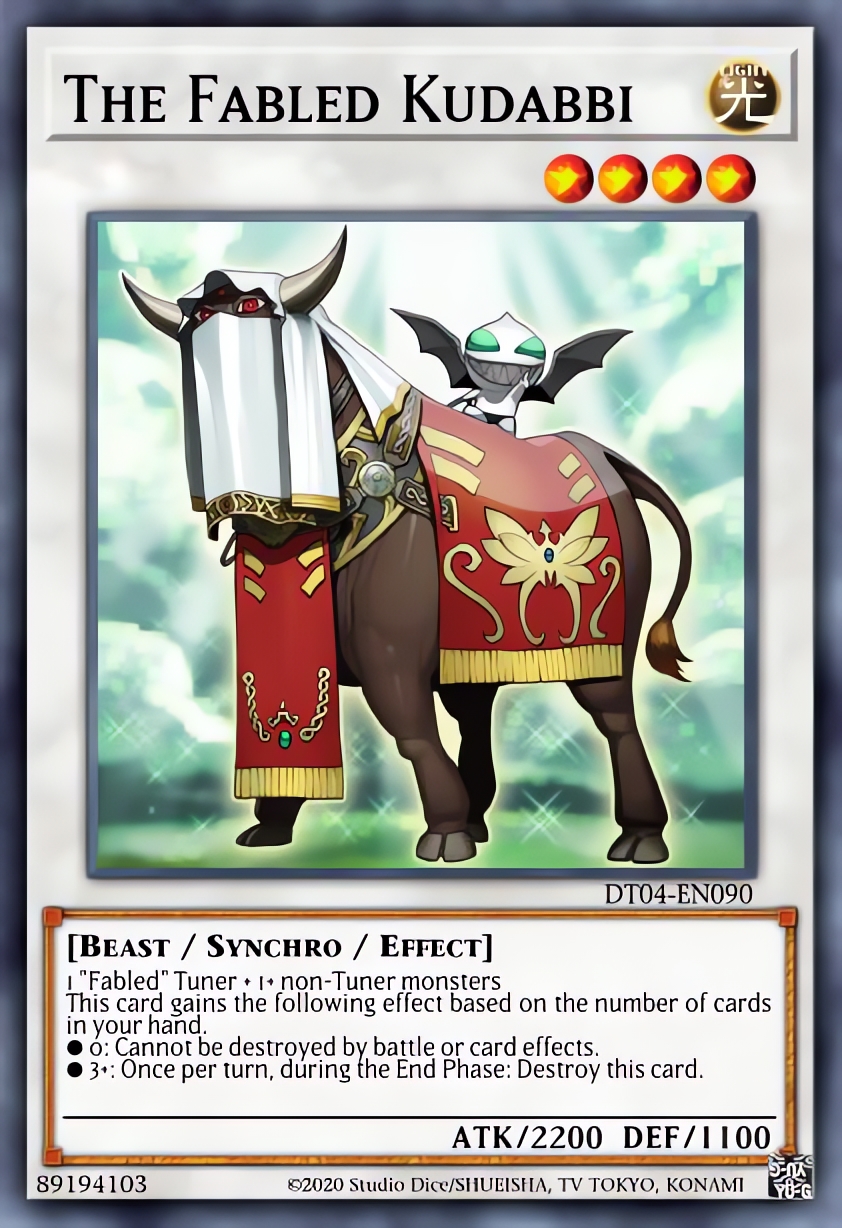 The Fabled Kudabbi
光
DT04-EN090
[Beast / Synchro / Effect]
1 "Fabled" Tuner + 1+ non-Tuner monsters
This card gains the following effect based on the number of cards
in your hand.
● 0: Cannot be destroyed by battle or card effects.
● 3+: Once per turn, during the End Phase: Destroy this card.
ATK/2200 DEF/1100
89194103
©2020 Studio Dice/SHUEISHA, TV TOKYO, KONAMI